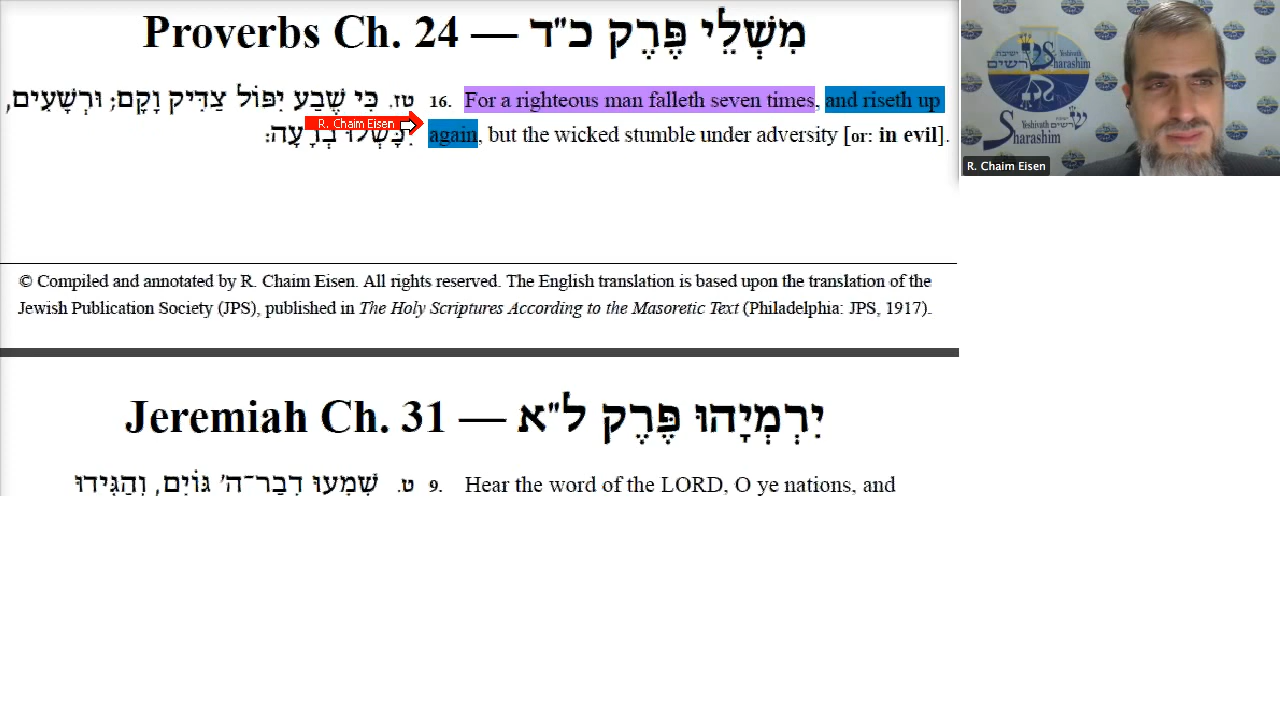 Proverbs Ch. 24 — מִשְׁלֵי פֶּרֶק כ"ד
טז. כִּי שֶׁבַע יִפּוֹל צַדִּיק וָקָם; וּרְשָׁעִים,
16. For a righteous man falleth seven times, and riseth up
R. Chaim Eisen
בְרָעָה:
again, but the wicked stumble under adversity [or: in evil].
© Compiled and annotated by R. Chaim Eisen. All rights reserved. The English translation is based upon the translation of the
Jewish Publication Society (JPS), published in The Holy Scriptures According to the Masoretic Text (Philadelphia: JPS, 1917).
Jeremiah Ch. 31 — יִרְמְיָהוּ פֶּרֶק ל"א
ט. שִׁמְעוּ דְבַר־ה' גּוֹיִם, וְהַגִּידוּ
9. Hear the word of the LORD, O ye nations, and
ישיבת
שרשים
Yeshivath
Sharashim
Yeshivath
Sharashim
R. Chaim Eisen